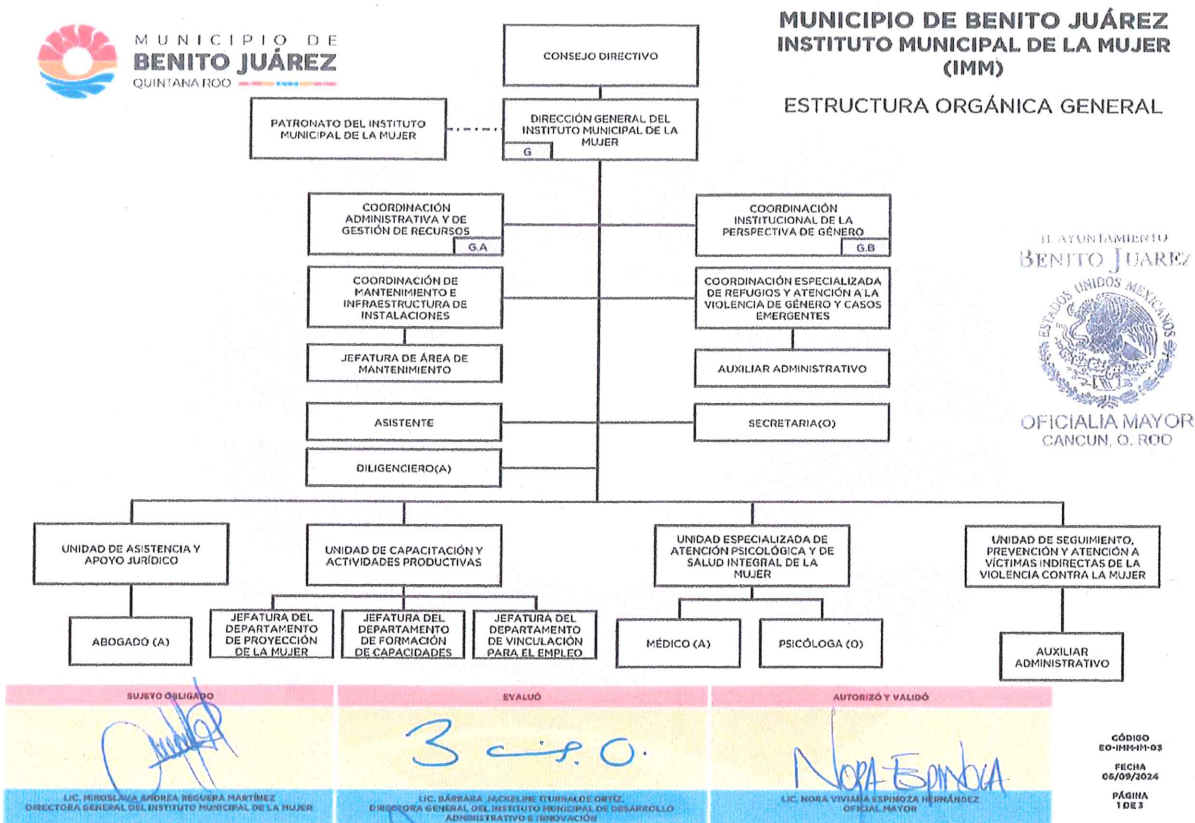 MUNICIPIO DE
BENITO JUÁREZ
QUINTANA ROO
MUNICIPIO DE BENITO JUÁREZ
INSTITUTO MUNICIPAL DE LA MUJER
(IMM)
ESTRUCTURA ORGÁNICA GENERAL
CONSEJO DIRECTIVO
PATRONATO DEL INSTITUTO
MUNICIPAL DE LA MUJER
DIRECCIÓN GENERAL DEL
INSTITUTO MUNICIPAL DE LA
MUJER
G
COORDINACIÓN
ADMINISTRATIVA Y DE
GESTIÓN DE RECURSOS
G.A
COORDINACIÓN
INSTITUCIONAL DE LA
PERSPECTIVA DE GÉNERO
G.B
COORDINACIÓN DE
MANTENIMIENTO E
INFRAESTRUCTURA DE
INSTALACIONES
COORDINACIÓN ESPECIALIZADA
DE REFUGIOS Y ATENCIÓN A LA
VIOLENCIA DE GÉNERO Y CASOS
EMERGENTES
JEFATURA DE ÁREA DE
MANTENIMIENTO
AUXILIAR ADMINISTRATIVO
ASISTENTE
SECRETARIA(O)
DILIGENCIERO(A)
H. AYUNTAMIENTO
BENITO JUAREZ
ESTADOS UNIDOS MEXICANOS
OFICIALIA MAYOR
CANCUN, Q. ROO
UNIDAD DE ASISTENCIA Y
APOYO JURÍDICO
UNIDAD DE CAPACITACIÓN Y
ACTIVIDADES PRODUCTIVAS
UNIDAD ESPECIALIZADA DE
ATENCIÓN PSICOLÓGICA Y DE
SALUD INTEGRAL DE LA
MUJER
UNIDAD DE SEGUIMIENTO,
PREVENCIÓN Y ATENCIÓN A
VÍCTIMAS INDIRECTAS DE LA
VIOLENCIA CONTRA LA MUJER
ABOGADO (A)
JEFATURA DEL
DEPARTAMENTO
DE PROYECCIÓN
DE LA MUJER
JEFATURA DEL
DEPARTAMENTO
DE FORMACIÓN
DE CAPACIDADES
JEFATURA DEL
DEPARTAMENTO
DE VINCULACIÓN
PARA EL EMPLEO
MÉDICO (A)
PSICÓLOGA (O)
AUXILIAR
ADMINISTRATIVO
SUJETO OBLIGADO
LIC. MIROSLAVA ANDREA REGUERA MARTÍNEZ
DIRECTORA GENERAL DEL INSTITUTO MUNICIPAL DE LA MUJER
EVALUÓ
LIC. BÁRBARA JACKELINE ITURRALDE ORTÍZ.
DIRECTORA GENERAL DEL INSTITUTO MUNICIPAL DE DESARROLLO
ADMINISTRATIVO E INNOVACIÓN
AUTORIZÓ Y VALIDÓ
NORA ESPINOZA
LIC. NORA VIVIANA ESPINOZA HERNÁNDEZ
OFICIAL MAYOR
CÓDIGO
EO-IMM-IM-03
FECHA
06/09/2024
PÁGINA
1 DE 3